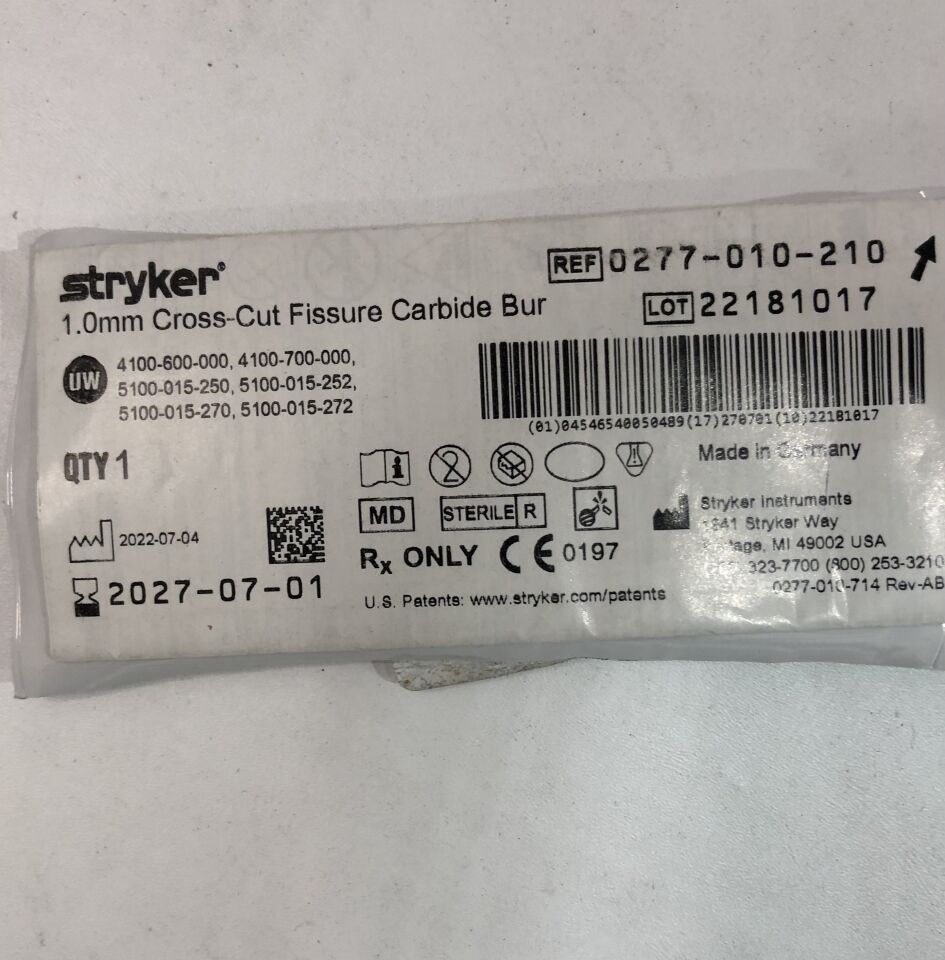 stryker®
REF 0277-010-210
1.0mm Cross-Cut Fissure Carbide Bur
LOT 22181017
UW 4100-600-000, 4100-700-000,
5100-015-250, 5100-015-252,
5100-015-270, 5100-015-272
(01)04546540050489(17)270701(10)22181017
QTY 1
i
2
Made in Germany
MD
STERILE R
2022-07-04
2027-07-01
Rx ONLY CE 0197
U.S. Patents: www.stryker.com/patents
Stryker Instruments
Stryker Way
MI 49002 USA
323-7700 (800) 253-3210
0277-010-714 Rev-AB